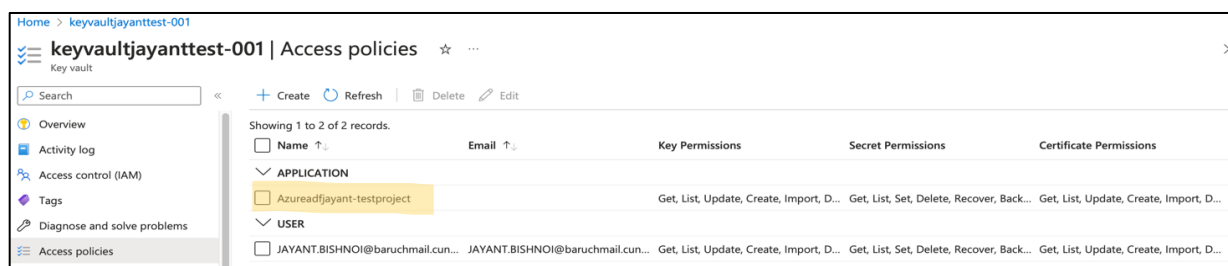 Home > keyvaultjayanttest-001
keyvaultjayanttest-001 | Access policies ☆ ...
Key vault
Search «
+ Create Refresh | Delete Edit
Overview
Showing 1 to 2 of 2 records.
Activity log
Name ↑↓ Email ↑↓ Key Permissions Secret Permissions Certificate Permissions
Access control (IAM)
APPLICATION
Tags
Azureadfjayant-testproject Get, List, Update, Create, Import, D... Get, List, Set, Delete, Recover, Back... Get, List, Update, Create, Import, D...
Diagnose and solve problems
USER
Access policies
JAYANT.BISHNOI@baruchmail.cun... JAYANT.BISHNOI@baruchmail.cun... Get, List, Update, Create, Import, D... Get, List, Set, Delete, Recover, Back... Get, List, Update, Create, Import, D...